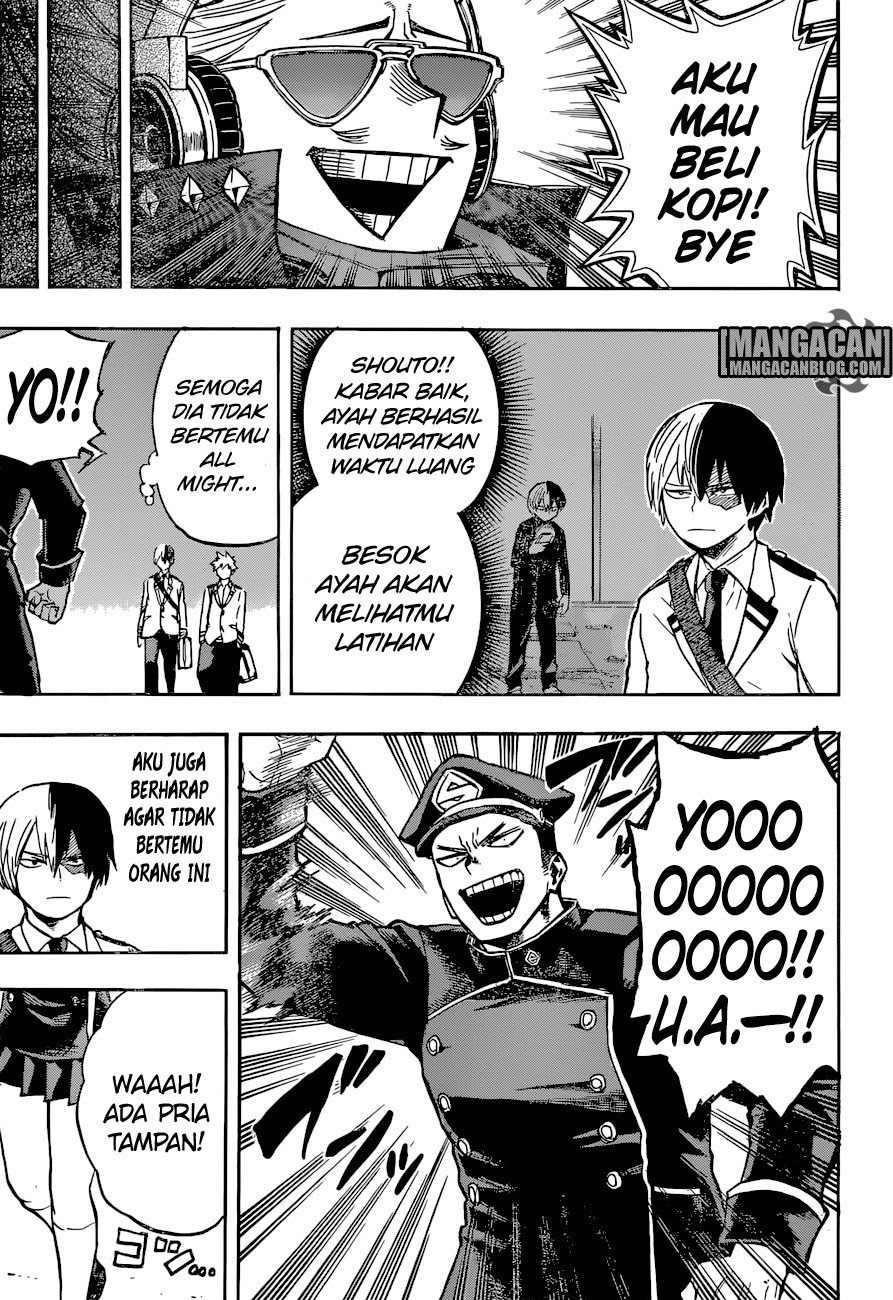 AKU
MAU
BELI
KOPI!
BYE
MANGACAN
MANGACANBLOG.COM
SHOUTO!!
KABAR BAIK,
AYAH BERHASIL
MENDAPATKAN
WAKTU LUANG
BESOK
AYAH AKAN
MELIHATMU
LATIHAN
SEMOGA
DIA TIDAK
BERTEMU
ALL
MIGHT...
YO!!
YOOO
OOOOO
OOOO!!
U.A.—!!
AKU JUGA
BERHARAP
AGAR TIDAK
BERTEMU
ORANG INI
WAAAH!
ADA PRIA
TAMPAN!